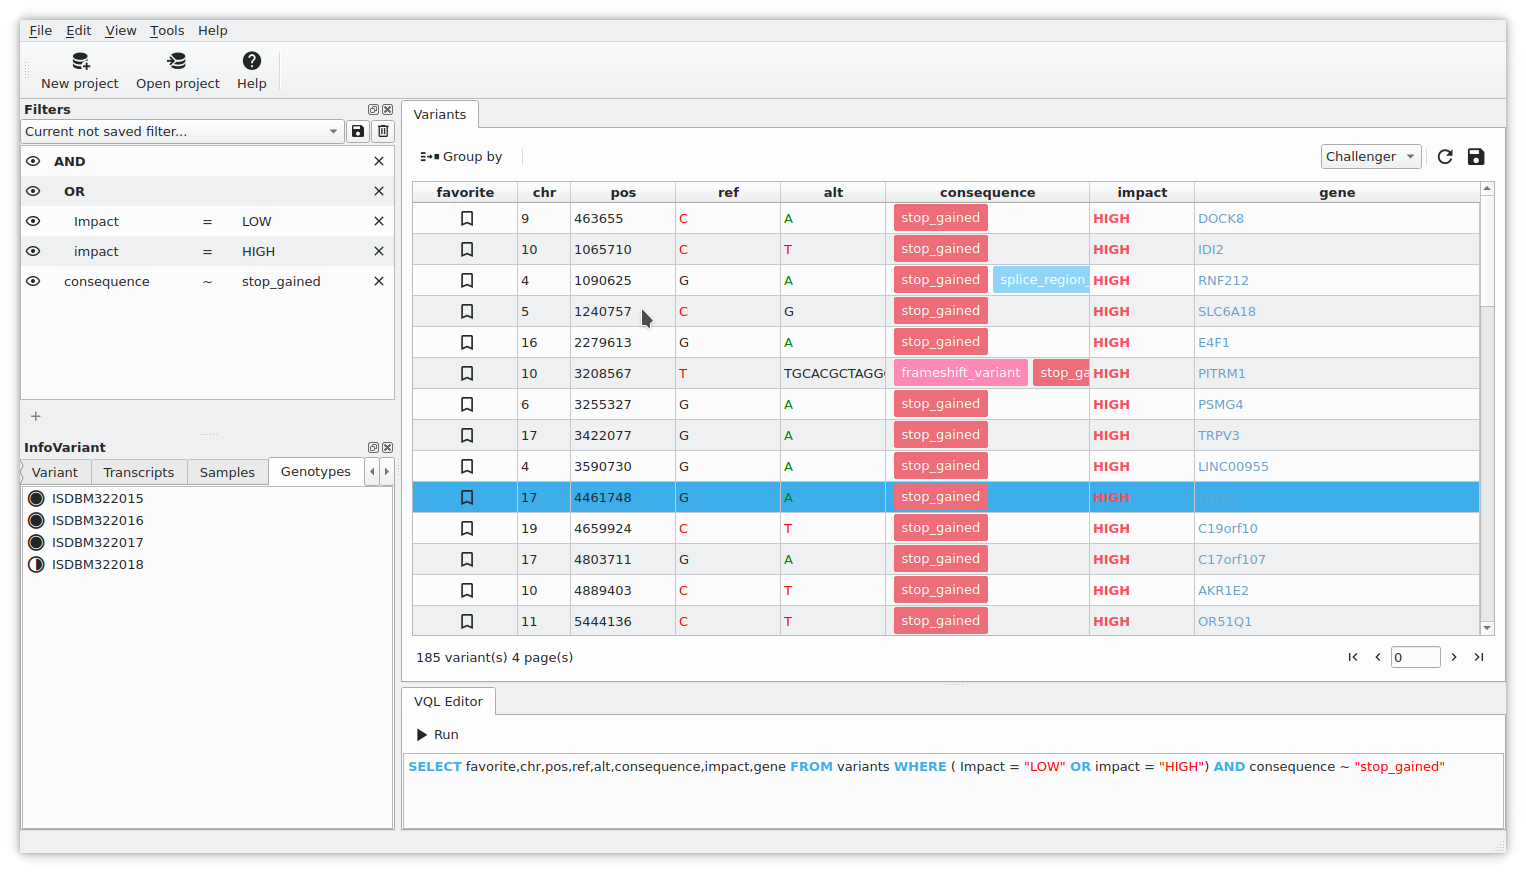 File Edit View Tools Help
New project Open project Help
Filters
Current not saved filter...
AND
OR
Impact = LOW
impact = HIGH
consequence ~ stop_gained
+
InfoVariant
Variant Transcripts Samples Genotypes
ISDBM322015
ISDBM322016
ISDBM322017
ISDBM322018
Variants
Group by Challenger
favorite chr pos ref alt consequence impact gene
9 463655 C A stop_gained HIGH DOCK8
10 1065710 C T stop_gained HIGH IDI2
4 1090625 G A stop_gained splice_region_ HIGH RNF212
5 1240757 C G stop_gained HIGH SLC6A18
16 2279613 G A stop_gained HIGH E4F1
10 3208567 T TGCACGCTAGG frameshift_variant stop_ga HIGH PITRM1
6 3255327 G A stop_gained HIGH PSMG4
17 3422077 G A stop_gained HIGH TRPV3
4 3590730 G A stop_gained HIGH LINC00955
17 4461748 G A stop_gained HIGH
19 4659924 C T stop_gained HIGH C19orf10
17 4803711 G A stop_gained HIGH C17orf107
10 4889403 C T stop_gained HIGH AKR1E2
11 5444136 C T stop_gained HIGH OR51Q1
185 variant(s) 4 page(s) 0
VQL Editor
Run
SELECT favorite,chr,pos,ref,alt,consequence,impact,gene FROM variants WHERE ( Impact = "LOW" OR impact = "HIGH") AND consequence ~ "stop_gained"